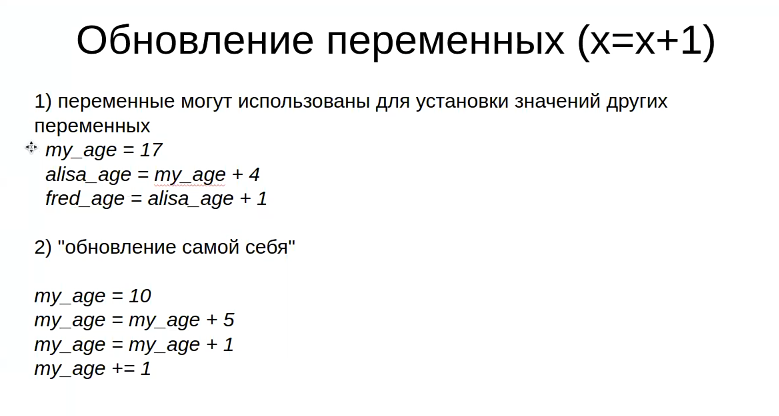 Обновление переменных (x=x+1)
1) переменные могут использованы для установки значений других
переменных
my_age = 17
alisa_age = my_age + 4
fred_age = alisa_age + 1
2) "обновление самой себя"
my_age = 10
my_age = my_age + 5
my_age = my_age + 1
my_age += 1